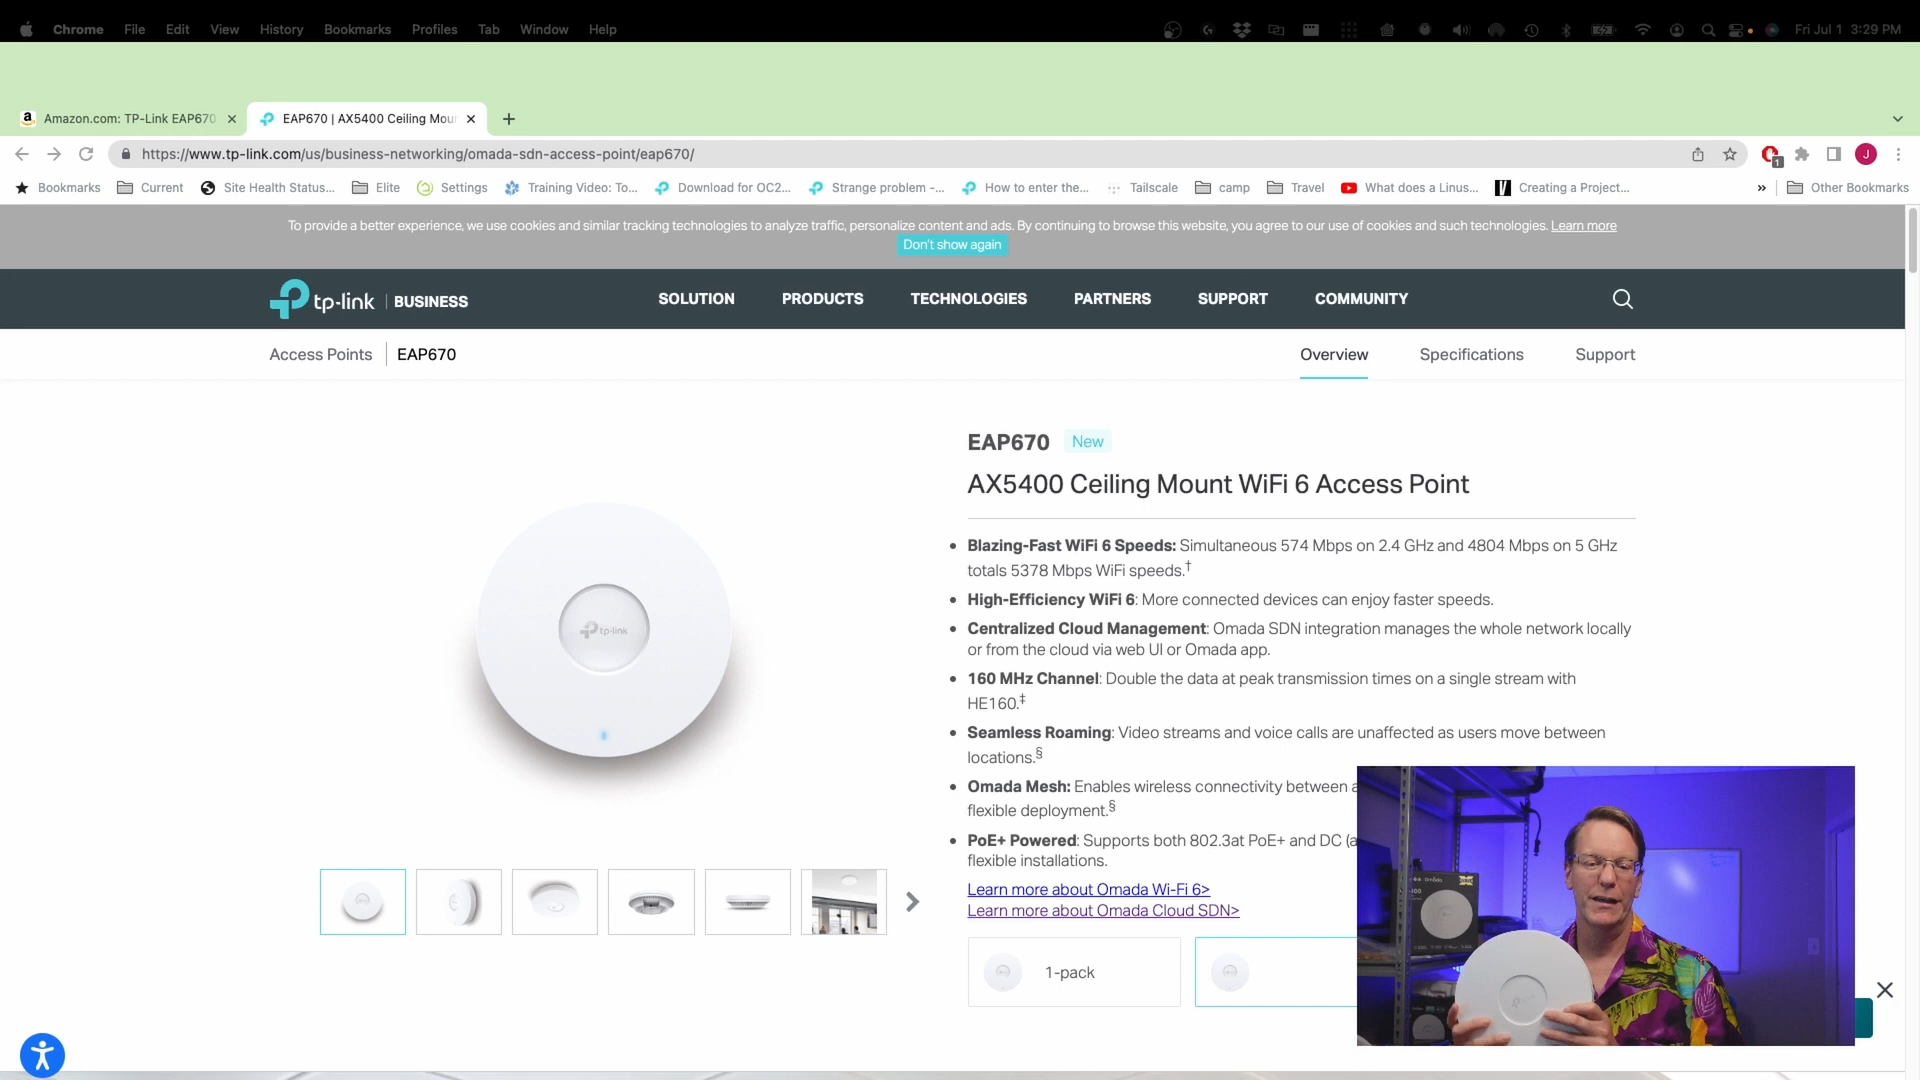 Chrome File Edit View History Bookmarks Profiles Tab Window Help Fri Jul 1 3:29 PM
Amazon.com: TP-Link EAP670
EAP670 | AX5400 Ceiling Moun
https://www.tp-link.com/us/business-networking/omada-sdn-access-point/eap670/
1
J
Bookmarks Current Site Health Status... Elite Settings Training Video: To... Download for OC2... Strange problem -... How to enter the... Tailscale camp Travel What does a Linus... Creating a Project... » Other Bookmarks
To provide a better experience, we use cookies and similar tracking technologies to analyze traffic, personalize content and ads. By continuing to browse this website, you agree to our use of cookies and such technologies. Learn more
Don't show again
tp-link | BUSINESS SOLUTION PRODUCTS TECHNOLOGIES PARTNERS SUPPORT COMMUNITY
Access Points | EAP670 Overview Specifications Support
EAP670 New
AX5400 Ceiling Mount WiFi 6 Access Point
• Blazing-Fast WiFi 6 Speeds: Simultaneous 574 Mbps on 2.4 GHz and 4804 Mbps on 5 GHz
totals 5378 Mbps WiFi speeds.†
• High-Efficiency WiFi 6: More connected devices can enjoy faster speeds.
• Centralized Cloud Management: Omada SDN integration manages the whole network locally
or from the cloud via web UI or Omada app.
• 160 MHz Channel: Double the data at peak transmission times on a single stream with
HE160.‡
• Seamless Roaming: Video streams and voice calls are unaffected as users move between
locations.§
• Omada Mesh: Enables wireless connectivity between a
flexible deployment.§
• PoE+ Powered: Supports both 802.3at PoE+ and DC (a
flexible installations.
Learn more about Omada Wi-Fi 6>
Learn more about Omada Cloud SDN>
1-pack
tp-link